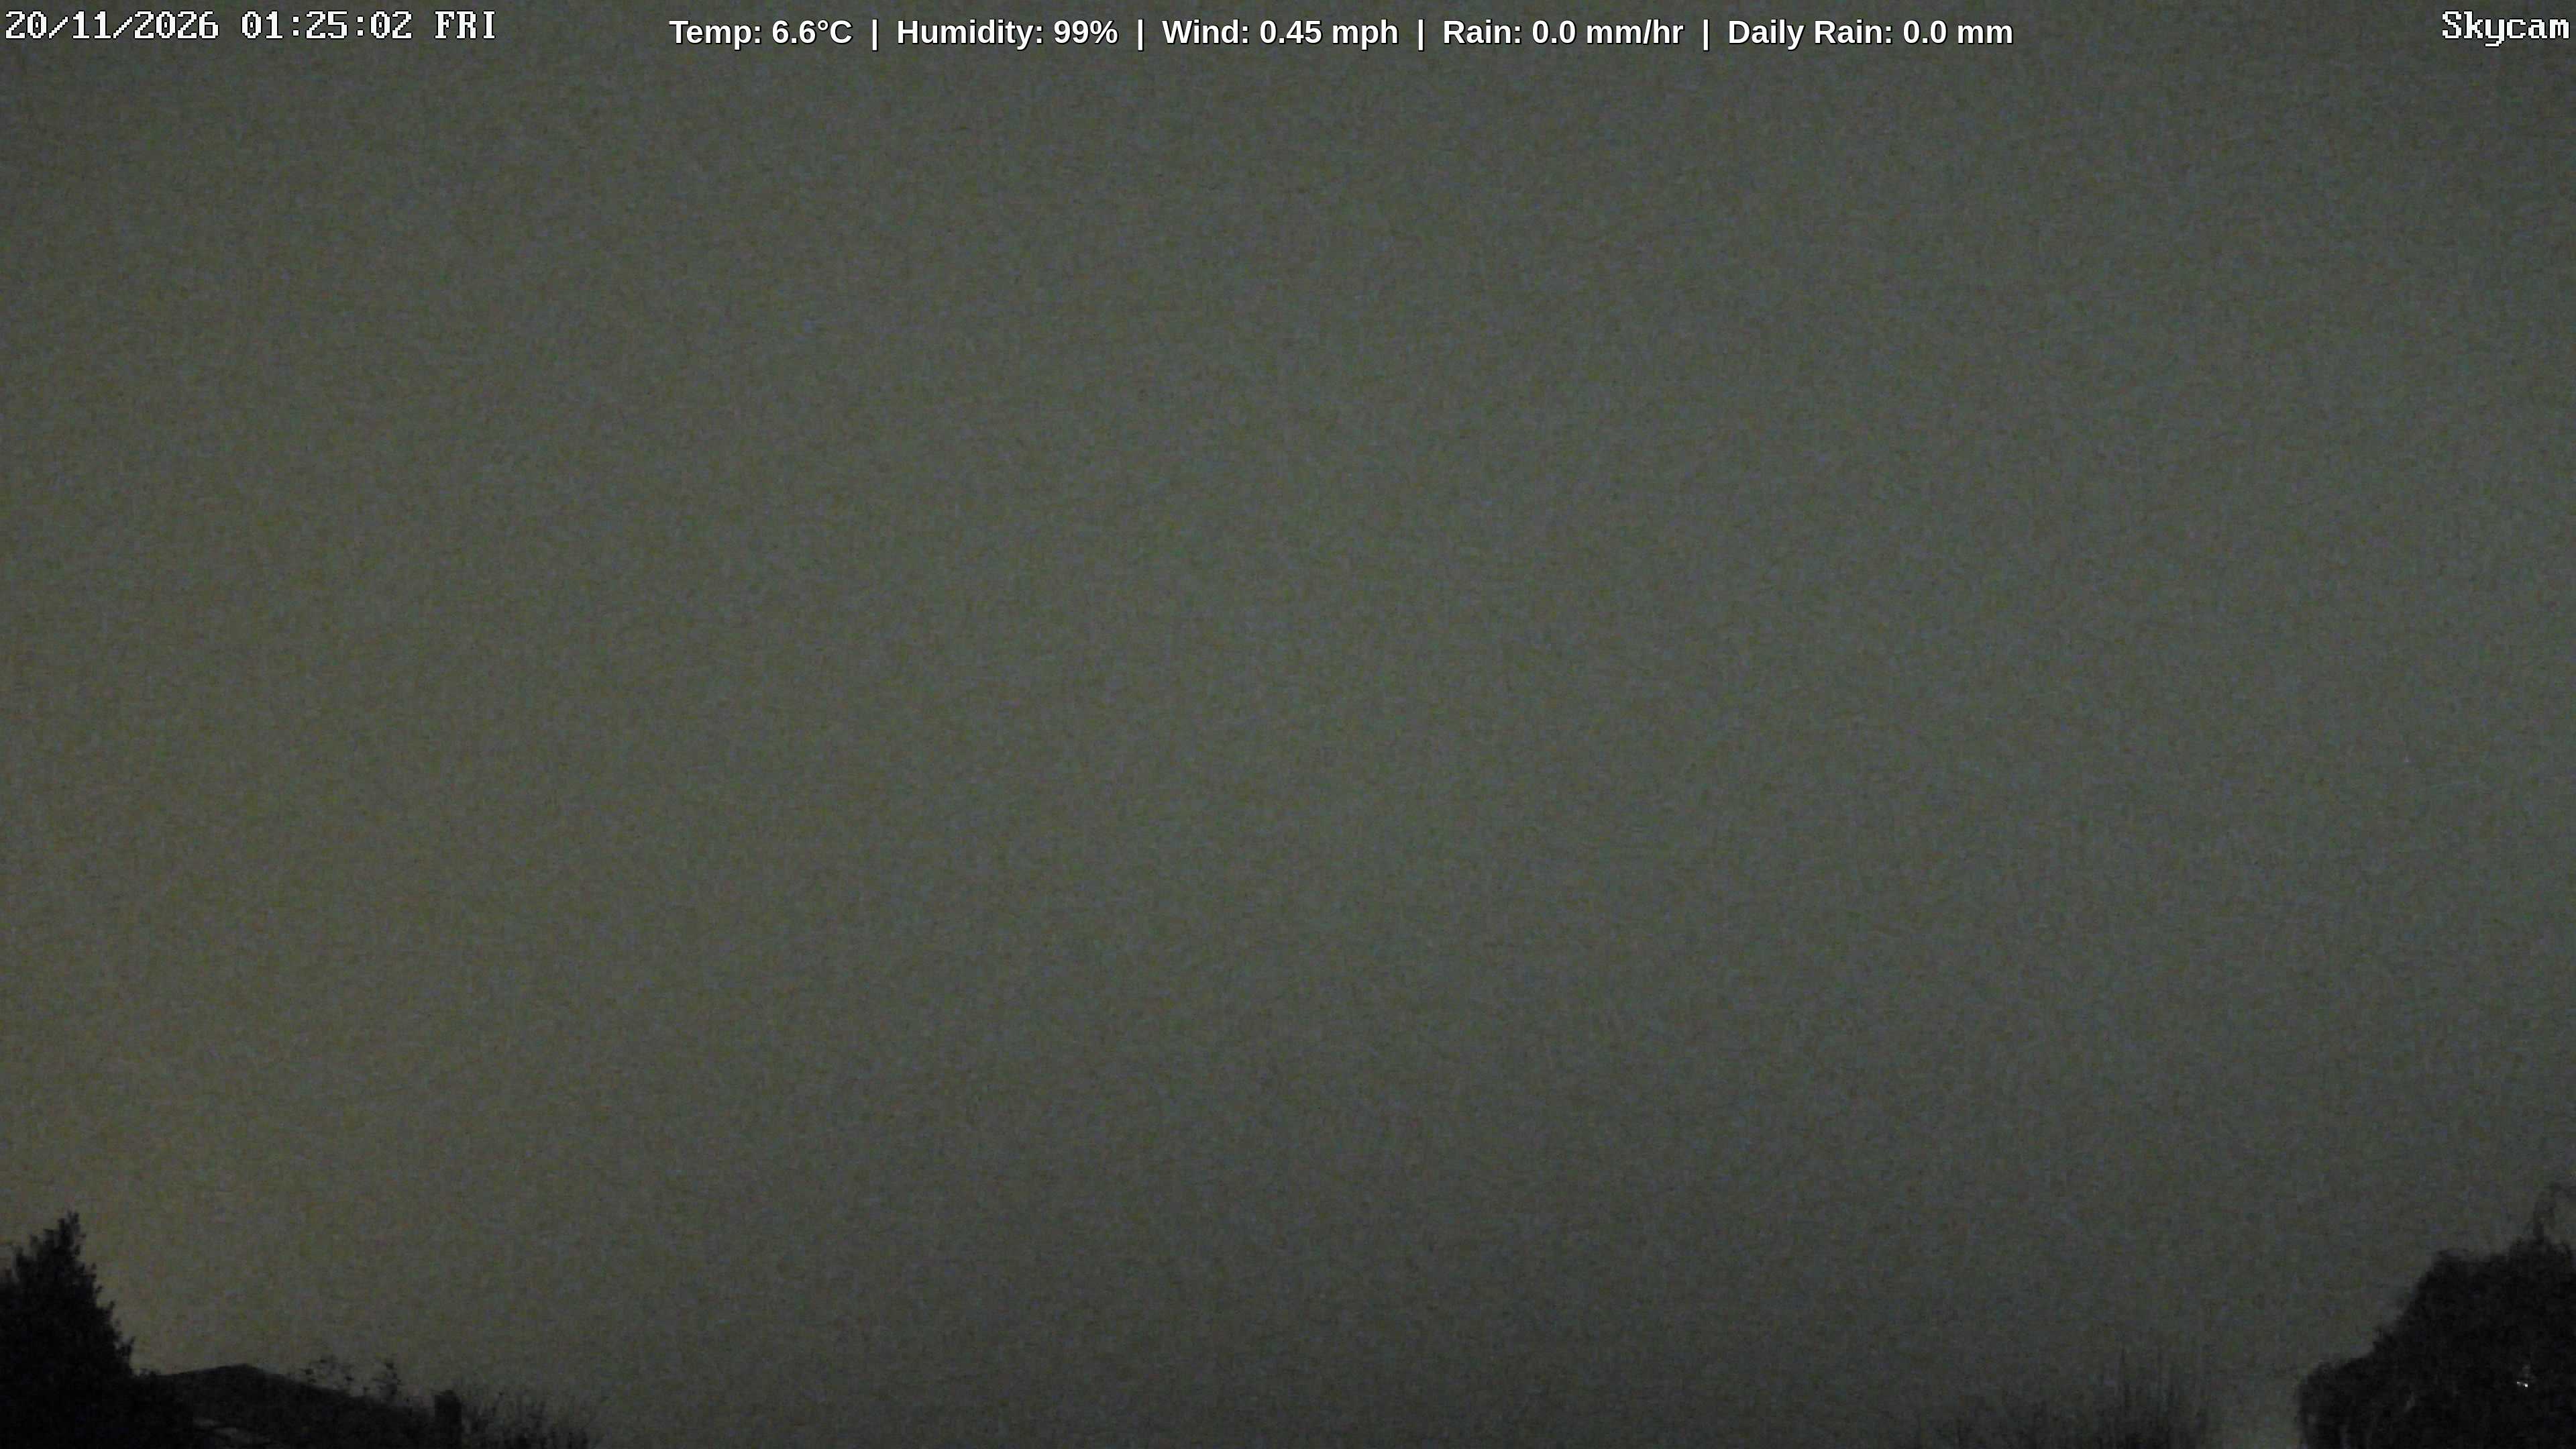 20/11/2026 01:25:02 FRI
Temp: 6.6°C | Humidity: 99% | Wind: 0.45 mph | Rain: 0.0 mm/hr | Daily Rain: 0.0 mm
Skycam